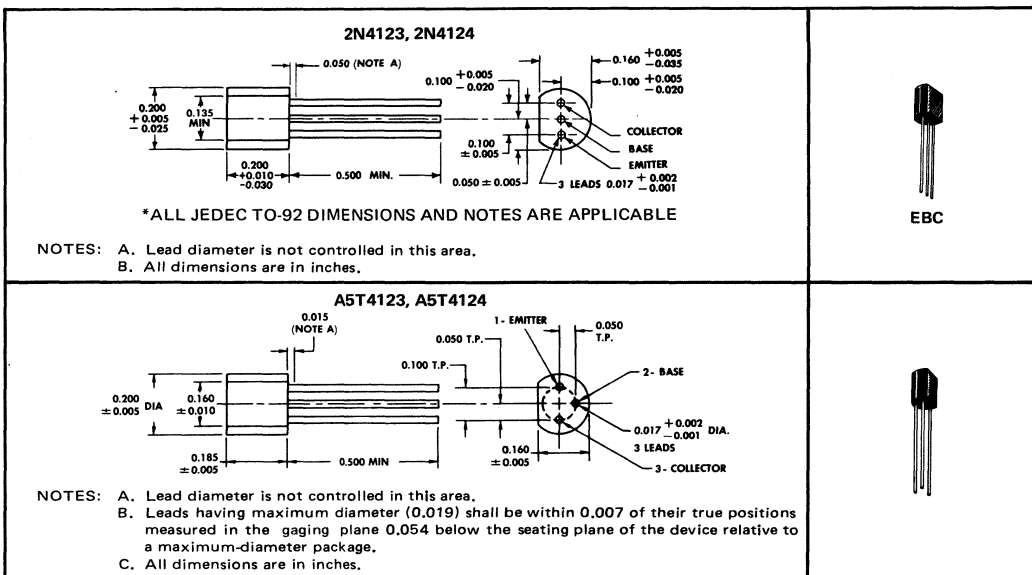 2N4123, 2N4124
0.050 (NOTE A)
0.100 +0.005 −0.020
0.160 +0.005 −0.035
0.100 +0.005 −0.020
0.200 +0.005 −0.025
0.135 MIN
COLLECTOR
BASE
EMITTER
0.100 ± 0.005
0.200 +0.010 -0.030
0.500 MIN.
0.050 ± 0.005
3 LEADS 0.017 +0.002 −0.001
EBC
*ALL JEDEC TO-92 DIMENSIONS AND NOTES ARE APPLICABLE
NOTES: A. Lead diameter is not controlled in this area.
B. All dimensions are in inches.
A5T4123, A5T4124
0.015 (NOTE A)
1 - EMITTER
0.050 T.P.
0.050 T.P.
0.100 T.P.
2- BASE
0.200 ± 0.005 DIA
0.160 ± 0.010
0.017 +0.002 −0.001 DIA.
3 LEADS
0.160 ± 0.005
3 - COLLECTOR
0.185 ± 0.005
0.500 MIN
NOTES: A. Lead diameter is not controlled in this area.
B. Leads having maximum diameter (0.019) shall be within 0.007 of their true positions
measured in the gaging plane 0.054 below the seating plane of the device relative to
a maximum-diameter package.
C. All dimensions are in inches.